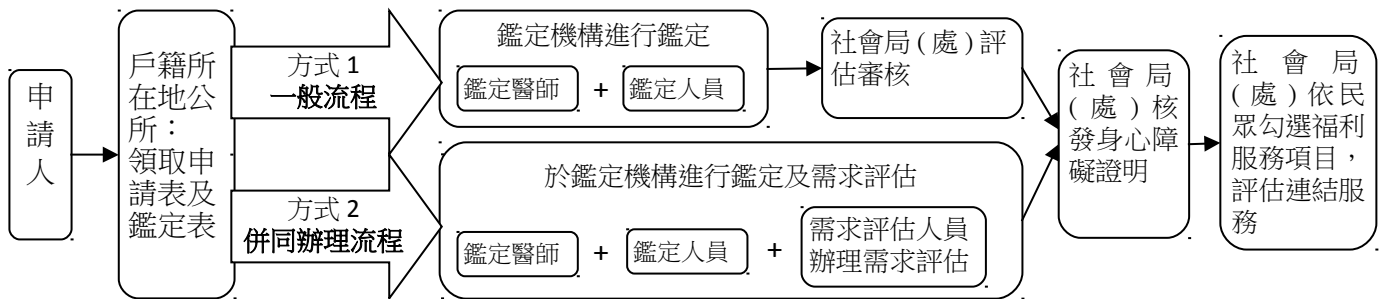 申
請
人
戶籍所
在地公
所：
領取申
請表及
鑑定表
方式 1
一般流程
方式 2
併同辦理流程
鑑定機構進行鑑定
鑑定醫師 + 鑑定人員
社會局(處)評
估審核
於鑑定機構進行鑑定及需求評估
鑑定醫師 + 鑑定人員 + 需求評估人員
辦理需求評估
社會局
(處)核
發身心障
礙證明
社會局
(處)依民
眾勾選福利
服務項目，
評估連結服
務